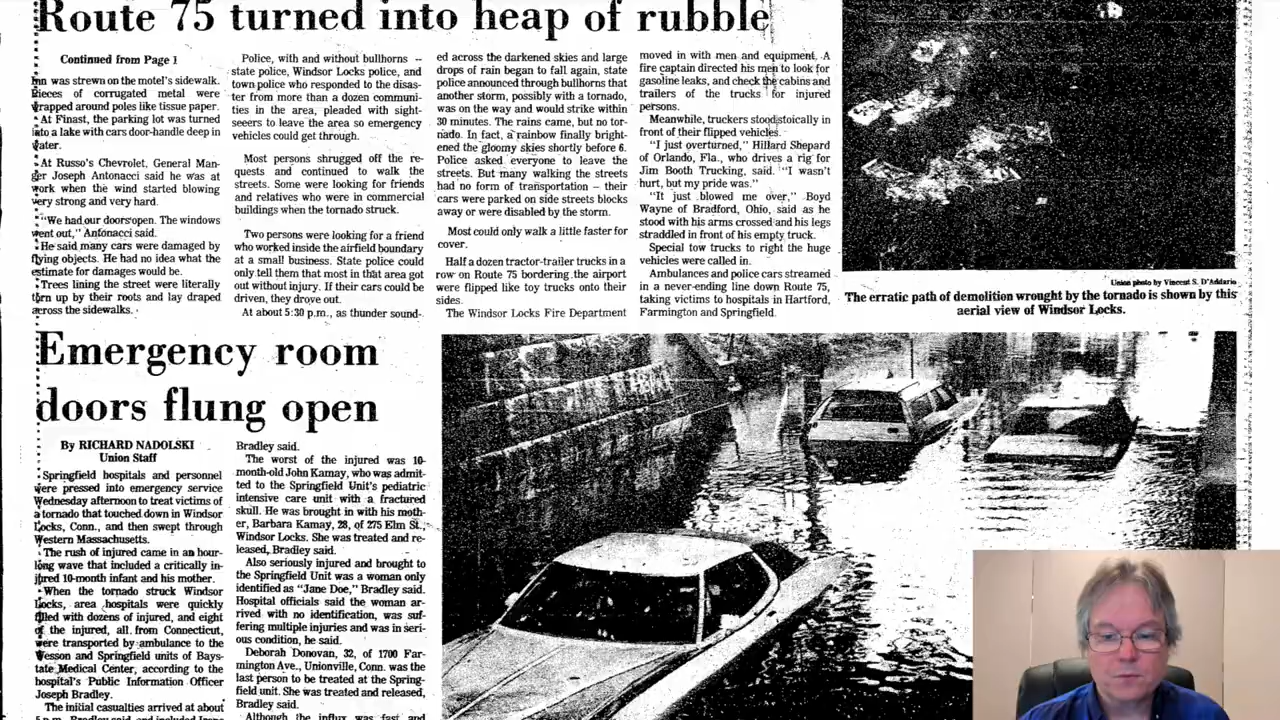 Route 75 turned into heap of rubble
Continued from Page 1
Inn was strewn on the motel's sidewalk.
Pieces of corrugated metal were
wrapped around poles like tissue paper.
At Finast, the parking lot was turned
into a lake with cars door-handle deep in
water.
At Russo's Chevrolet, General Man-
ger Joseph Antonacci said he was at
work when the wind started blowing
very strong and very hard.
"We had our doors open. The windows
went out," Antonacci said.
He said many cars were damaged by
flying objects. He had no idea what the
estimate for damages would be.
Trees lining the street were literally
torn up by their roots and lay draped
across the sidewalks.
Police, with and without bullhorns --
state police, Windsor Locks police, and
town police who responded to the disas-
ter from more than a dozen communi-
ties in the area, pleaded with sight-
seers to leave the area so emergency
vehicles could get through.
Most persons shrugged off the re-
quests and continued to walk the
streets. Some were looking for friends
and relatives who were in commercial
buildings when the tornado struck.
Two persons were looking for a friend
who worked inside the airfield boundary
at a small business. State police could
only tell them that most in that area got
out without injury. If their cars could be
driven, they drove out.
At about 5:30 p.m., as thunder sound-
ed across the darkened skies and large
drops of rain began to fall again, state
police announced through bullhorns that
another storm, possibly with a tornado,
was on the way and would strike within
30 minutes. The rains came, but no tor-
nado. In fact, a rainbow finally bright-
ened the gloomy skies shortly before 6.
Police asked everyone to leave the
streets. But many walking the streets
had no form of transportation – their
cars were parked on side streets blocks
away or were disabled by the storm.
Most could only walk a little faster for
cover.
Half a dozen tractor-trailer trucks in a
row on Route 75 bordering the airport
were flipped like toy trucks onto their
sides.
The Windsor Locks Fire Department
moved in with men and equipment. A
fire captain directed his men to look for
gasoline leaks, and check the cabins and
trailers of the trucks for injured
persons.
Meanwhile, truckers stood stoically in
front of their flipped vehicles.
"I just overturned," Hillard Shepard
of Orlando, Fla., who drives a rig for
Jim Booth Trucking, said. "I wasn't
hurt, but my pride was."
"It just blowed me over," Boyd
Wayne of Bradford, Ohio, said as he
stood with his arms crossed and his legs
straddled in front of his empty truck.
Special tow trucks to right the huge
vehicles were called in.
Ambulances and police cars streamed
in a never-ending line down Route 75,
taking victims to hospitals in Hartford,
Farmington and Springfield.
Union photo by Vincent S. D'Addario
The erratic path of demolition wrought by the tornado is shown by this
aerial view of Windsor Locks.
Emergency room
doors flung open
By RICHARD NADOLSKI
Union Staff
Springfield hospitals and personnel
were pressed into emergency service
Wednesday afternoon to treat victims of
a tornado that touched down in Windsor
Locks, Conn., and then swept through
Western Massachusetts.
The rush of injured came in an hour-
long wave that included a critically in-
jured 10-month infant and his mother.
When the tornado struck Windsor
Locks, area hospitals were quickly
filled with dozens of injured, and eight
of the injured, all from Connecticut,
were transported by ambulance to the
Wesson and Springfield units of Bays-
tate Medical Center, according to the
hospital's Public Information Officer
Joseph Bradley.
The initial casualties arrived at about
5 p.m., Bradley said, and included
Bradley said.
The worst of the injured was 10-
month-old John Kamay, who was admit-
ted to the Springfield Unit's pediatric
intensive care unit with a fractured
skull. He was brought in with his moth-
er, Barbara Kamay, 28, of 275 Elm St.,
Windsor Locks. She was treated and re-
leased, Bradley said.
Also seriously injured and brought to
the Springfield Unit was a woman only
identified as "Jane Doe," Bradley said.
Hospital officials said the woman ar-
rived with no identification, was suf-
fering multiple injuries and was in seri-
ous condition, he said.
Deborah Donovan, 32, of 1700 Far-
mington Ave., Unionville, Conn. was the
last person to be treated at the Spring-
field unit. She was treated and released,
Bradley said.
Although the influx was fast and